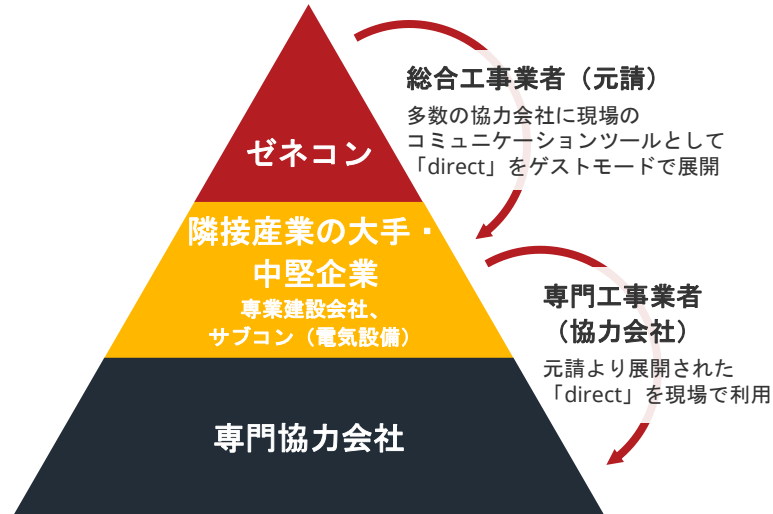 ゼネコン
隣接産業の大手・
中堅企業
専業建設会社、
サブコン（電気設備）
専門協力会社
総合工事業者（元請）
多数の協力会社に現場の
コミュニケーションツールとして
「direct」をゲストモードで展開
専門工事業者
（協力会社）
元請より展開された
「direct」を現場で利用